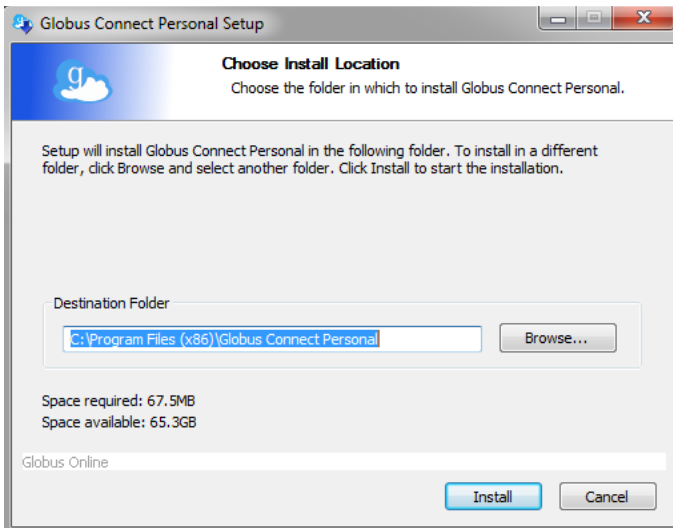 Globus Connect Personal Setup
Choose Install Location
Choose the folder in which to install Globus Connect Personal.
g
Setup will install Globus Connect Personal in the following folder. To install in a different
folder, click Browse and select another folder. Click Install to start the installation.
Destination Folder
C:\Program Files (x86)\Globus Connect Personal
Browse...
Space required: 67.5MB
Space available: 65.3GB
Globus Online
Install
Cancel